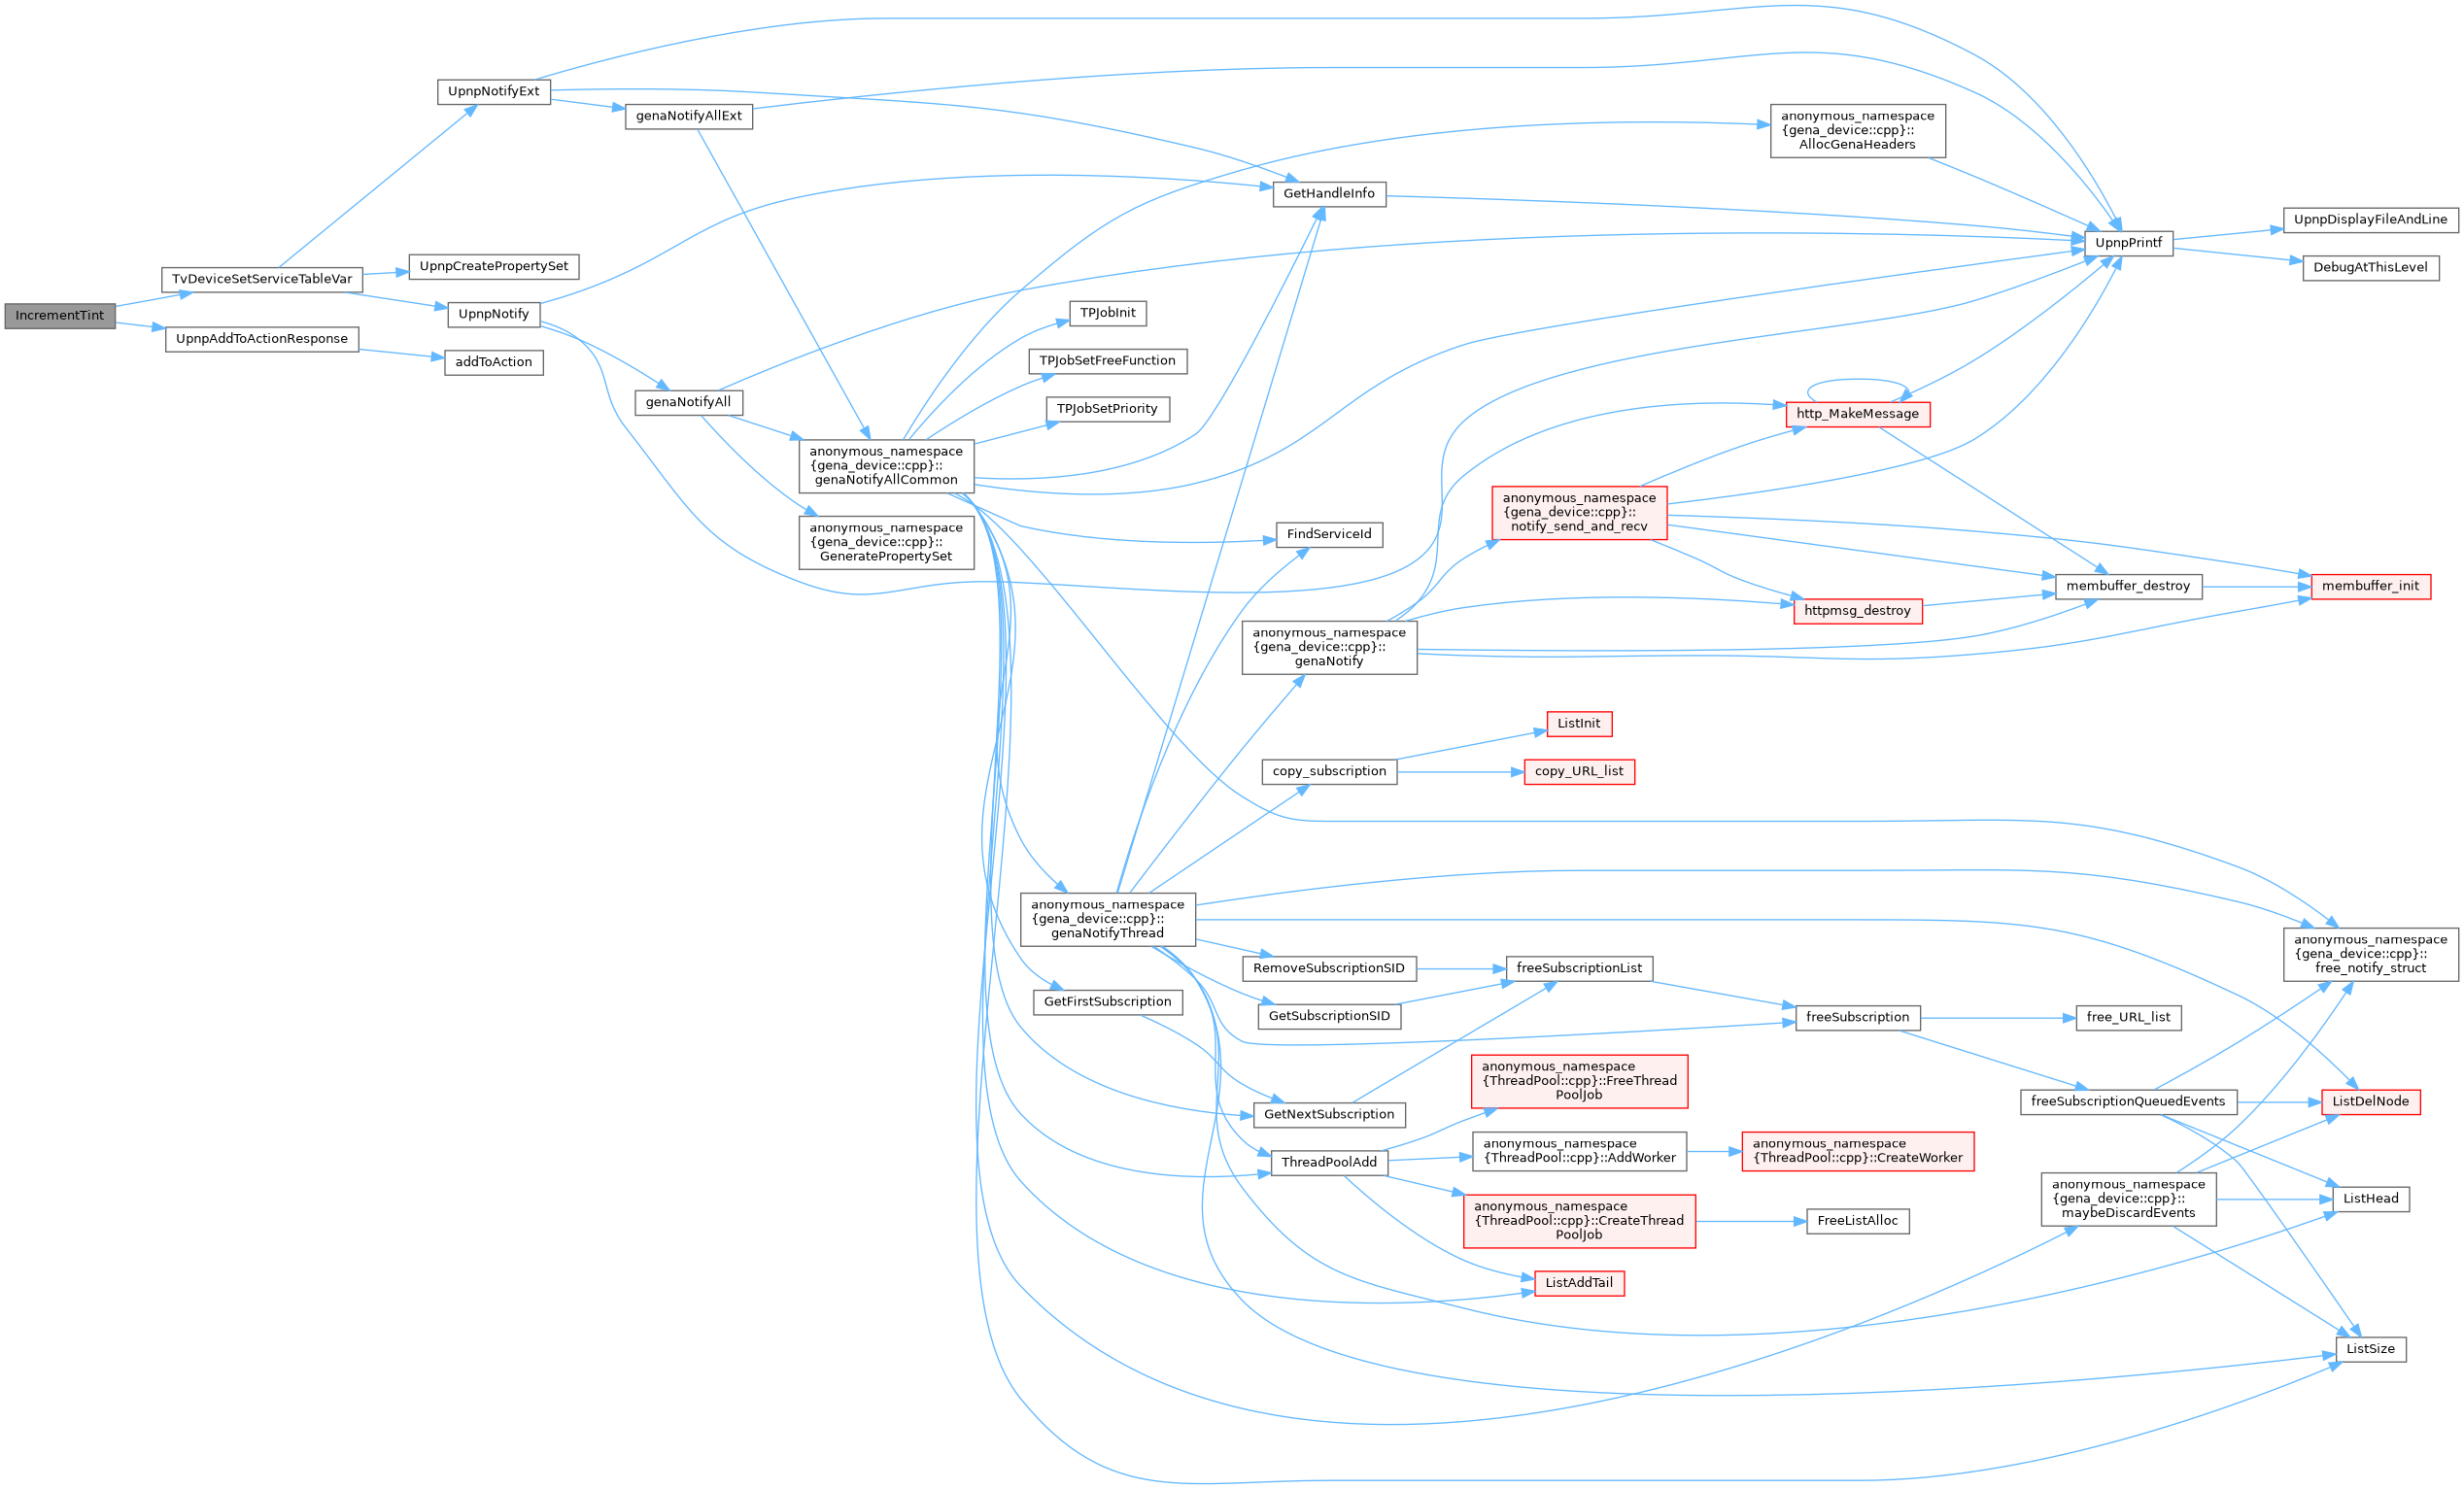 IncrementTint
TvDeviceSetServiceTableVar
UpnpAddToActionResponse
UpnpNotifyExt
UpnpCreatePropertySet
UpnpNotify
addToAction
genaNotifyAllExt
genaNotifyAll
anonymous_namespace
{gena_device::cpp}::
genaNotifyAllCommon
anonymous_namespace
{gena_device::cpp}::
GeneratePropertySet
GetHandleInfo
TPJobInit
TPJobSetFreeFunction
TPJobSetPriority
FindServiceId
anonymous_namespace
{gena_device::cpp}::
genaNotify
copy_subscription
anonymous_namespace
{gena_device::cpp}::
genaNotifyThread
GetFirstSubscription
RemoveSubscriptionSID
GetSubscriptionSID
GetNextSubscription
ThreadPoolAdd
anonymous_namespace
{gena_device::cpp}::
notify_send_and_recv
ListInit
copy_URL_list
freeSubscriptionList
anonymous_namespace
{ThreadPool::cpp}::FreeThread
PoolJob
anonymous_namespace
{ThreadPool::cpp}::AddWorker
anonymous_namespace
{ThreadPool::cpp}::CreateThread
PoolJob
ListAddTail
anonymous_namespace
{gena_device::cpp}::
AllocGenaHeaders
http_MakeMessage
httpmsg_destroy
freeSubscription
anonymous_namespace
{ThreadPool::cpp}::CreateWorker
FreeListAlloc
UpnpPrintf
membuffer_destroy
free_URL_list
freeSubscriptionQueuedEvents
anonymous_namespace
{gena_device::cpp}::
maybeDiscardEvents
UpnpDisplayFileAndLine
DebugAtThisLevel
membuffer_init
anonymous_namespace
{gena_device::cpp}::
free_notify_struct
ListDelNode
ListHead
ListSize